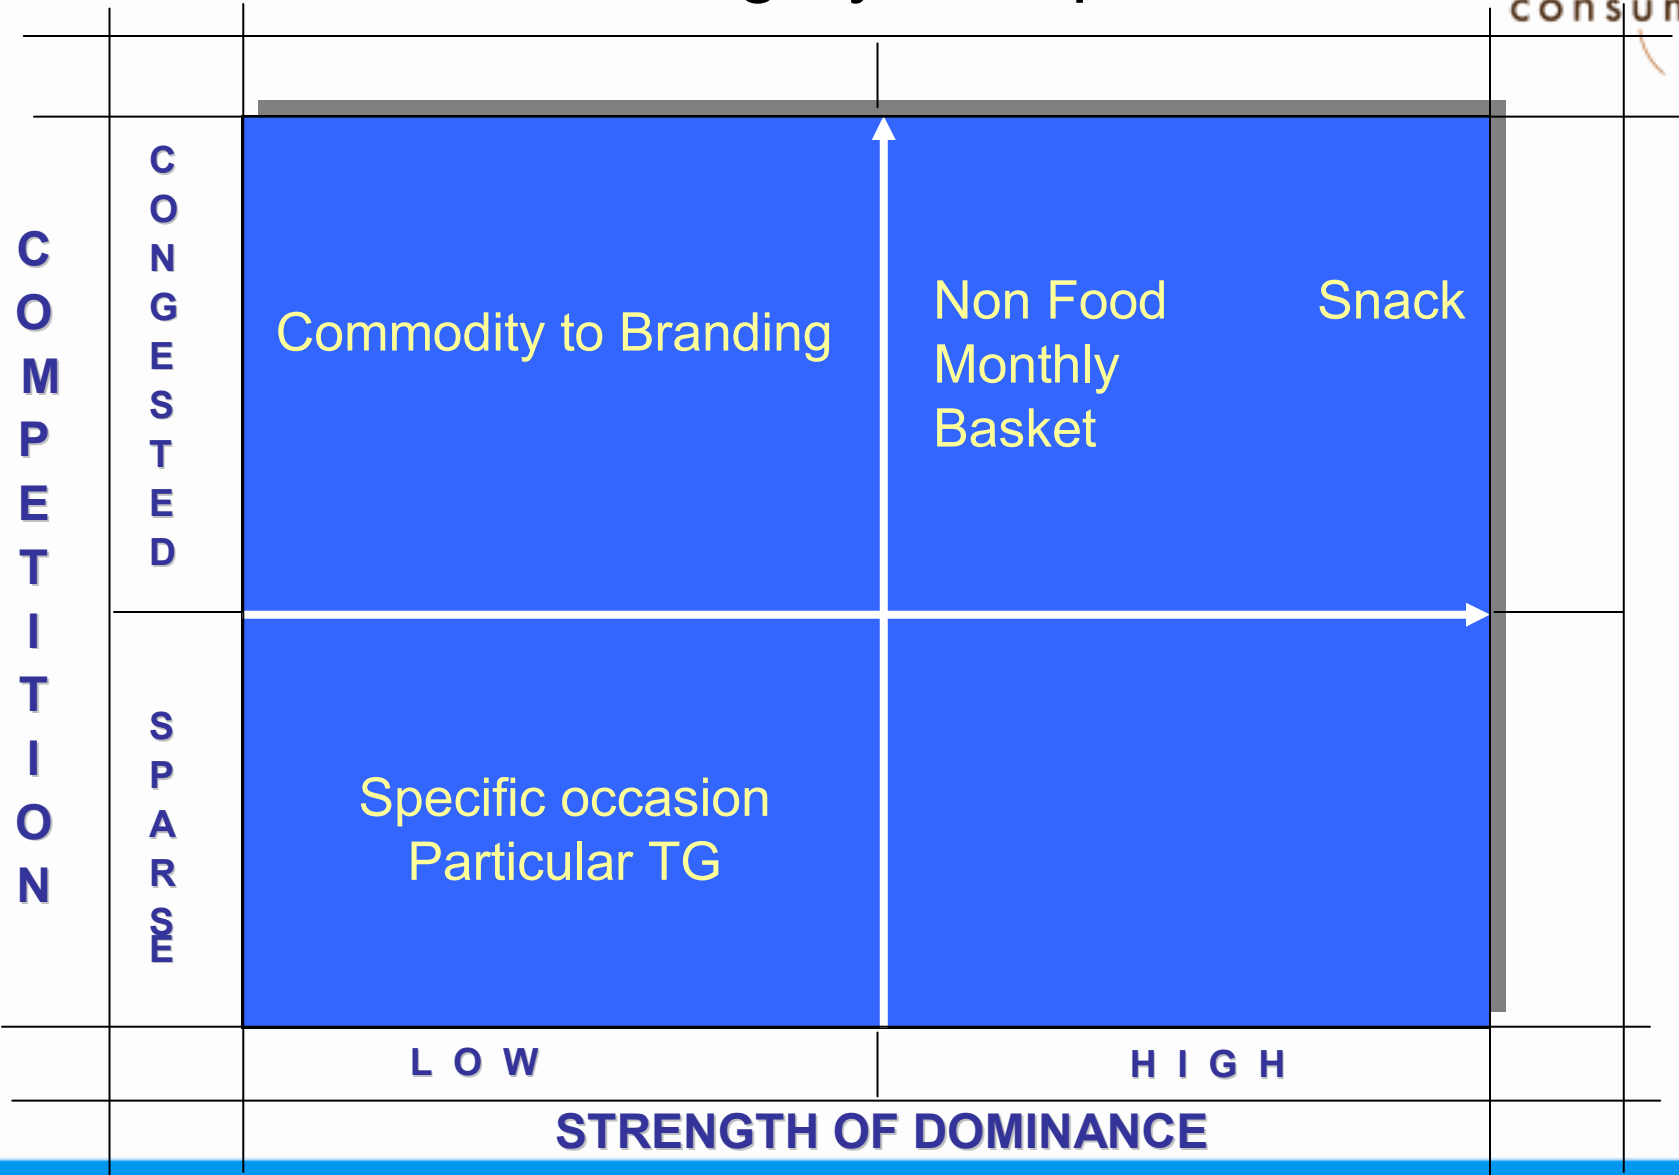 COMPETITION
CONGESTED
SPARSE
Commodity to Branding
Non Food Snack
Monthly
Basket
Specific occasion
Particular TG
LOW
HIGH
STRENGTH OF DOMINANCE